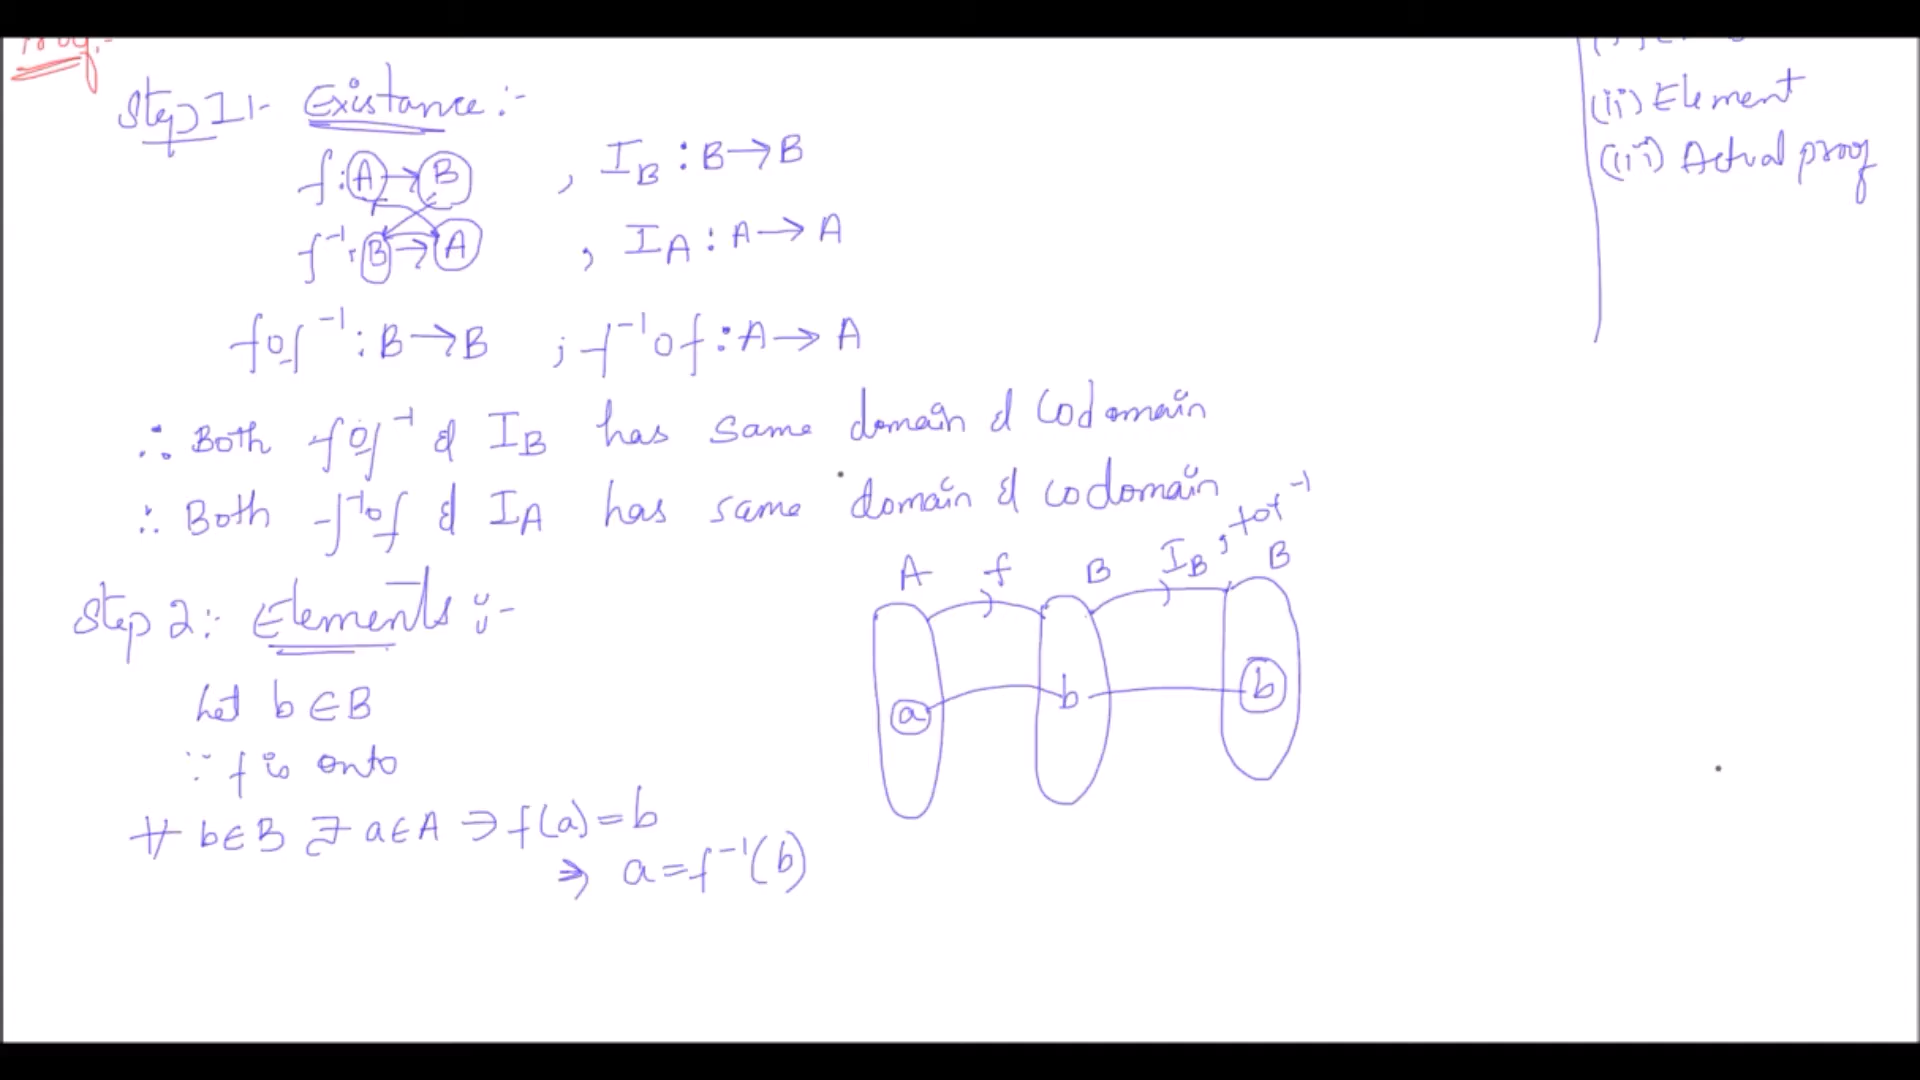 Proof:-
Step I:- Existance:-
f:A→B , I_B : B→B
f⁻¹:B→A , I_A : A→A
fof⁻¹ : B→B ; f⁻¹of : A→A
∴ Both fof⁻¹ & I_B has same domain & Codomain
∴ Both f⁻¹of & I_A has same domain & codomain
Step 2:- Elements:-
Let b∈B
∵ f is onto
∀ b∈B ∃ a∈A ∋ f(a)=b
⇒ a=f⁻¹(b)
A f B I_B , fof⁻¹ B
a b b
(ii) Element
(iii) Actual proof